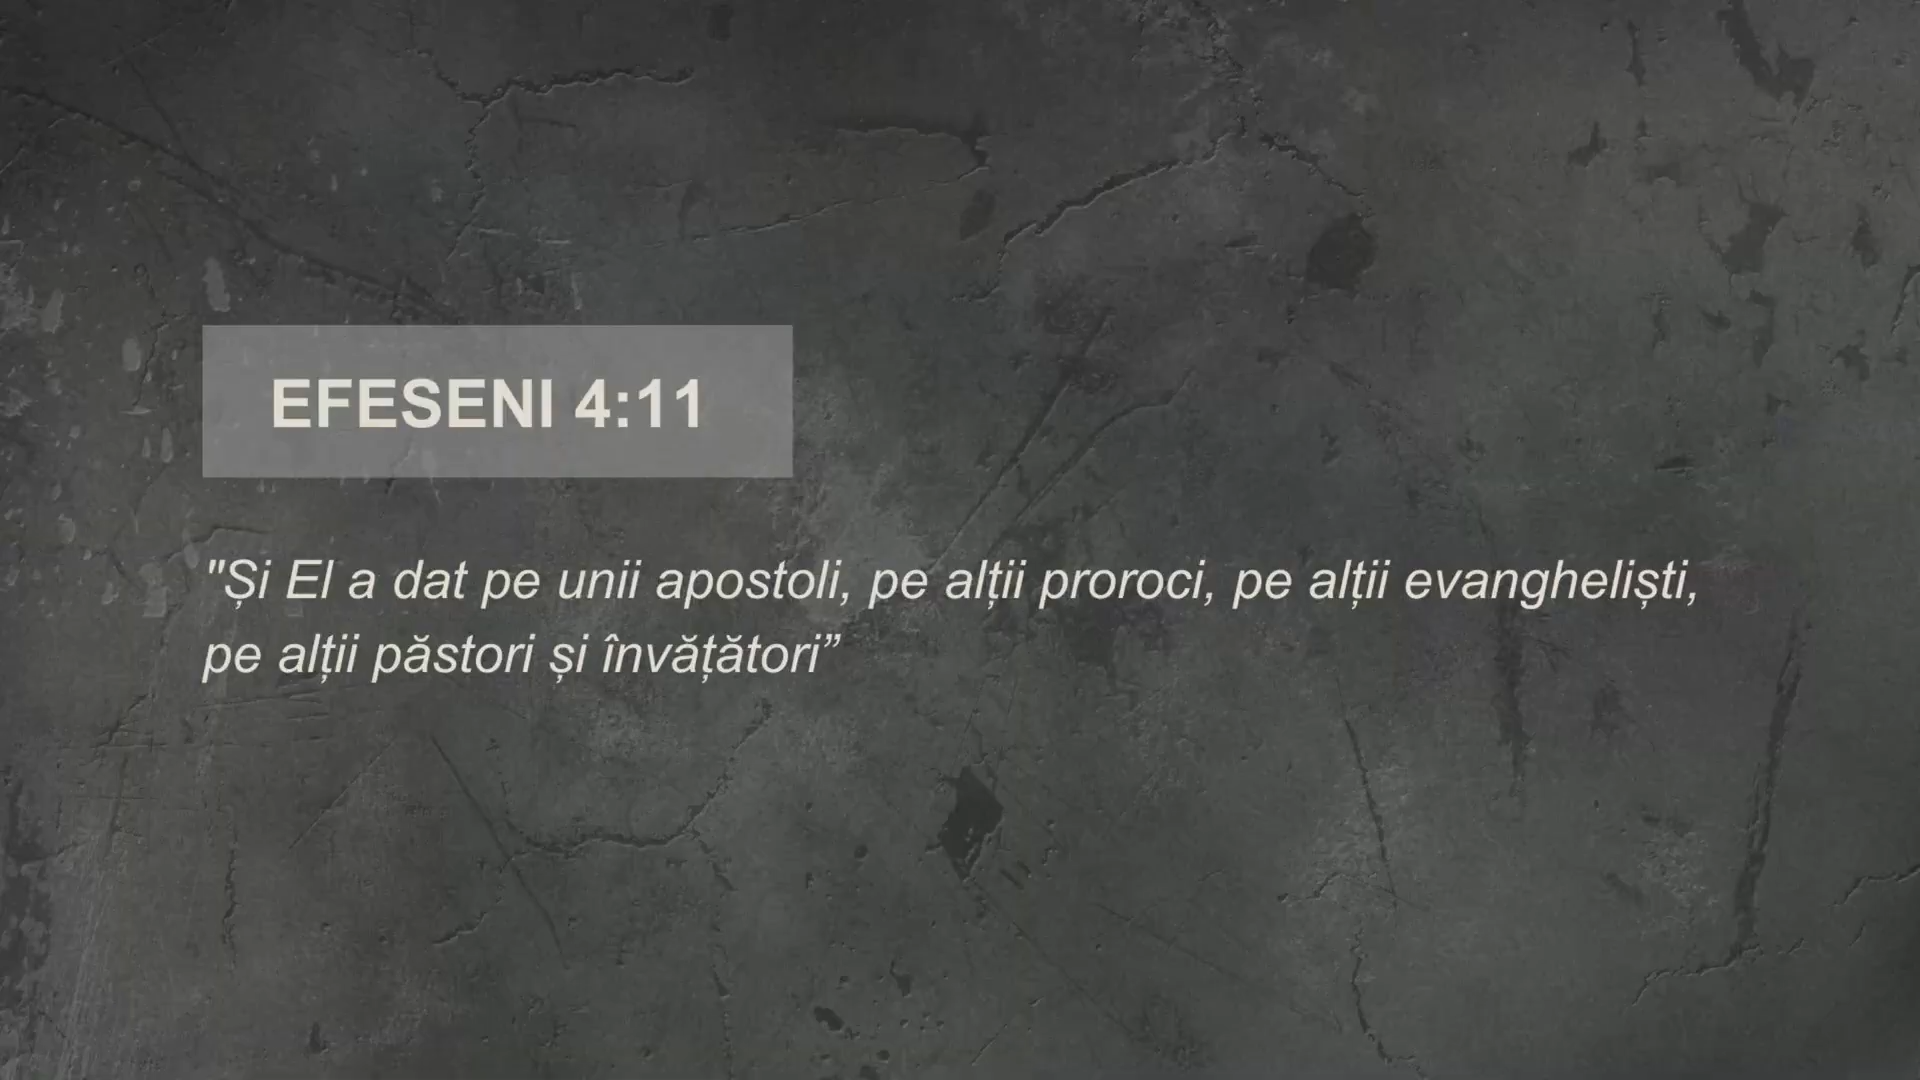 EFESENI 4:11
"Și El a dat pe unii apostoli, pe alții proroci, pe alții evangheliști,
pe alții păstori și învățători”